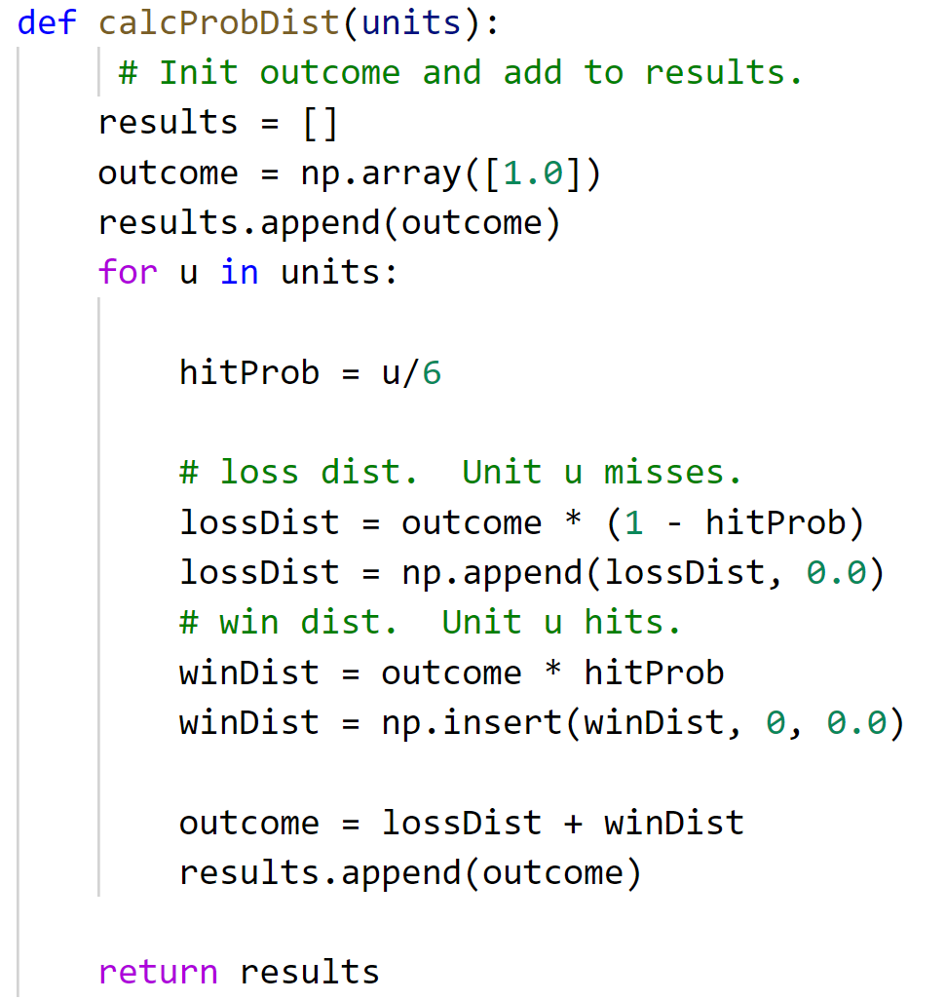 def calcProbDist(units):
# Init outcome and add to results.
results = []
outcome = np.array([1.0])
results.append(outcome)
for u in units:
hitProb = u/6
# loss dist.  Unit u misses.
lossDist = outcome * (1 - hitProb)
lossDist = np.append(lossDist, 0.0)
# win dist.  Unit u hits.
winDist = outcome * hitProb
winDist = np.insert(winDist, 0, 0.0)
outcome = lossDist + winDist
results.append(outcome)
return results